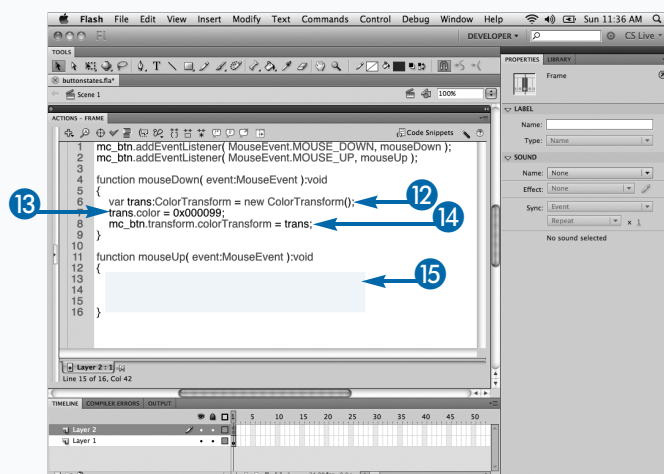 Flash File Edit View Insert Modify Text Commands Control Debug Window Help Sun 11:36 AM
Fl DEVELOPER CS Live
TOOLS
buttonstates.fla*
Scene 1 100%
ACTIONS - FRAME
Code Snippets
1 mc_btn.addEventListener( MouseEvent.MOUSE_DOWN, mouseDown );
2 mc_btn.addEventListener( MouseEvent.MOUSE_UP, mouseUp );
3
4 function mouseDown( event:MouseEvent ):void
5 {
6 var trans:ColorTransform = new ColorTransform();
7 trans.color = 0x000099;
8 mc_btn.transform.colorTransform = trans;
9 }
10
11 function mouseUp( event:MouseEvent ):void
12 {
13
14
15
16 }
12
13
14
15
Layer 2 : 1
Line 15 of 16, Col 42
TIMELINE COMPILER ERRORS OUTPUT
1 5 10 15 20 25 30 35 40 45 50
Layer 2
Layer 1
PROPERTIES LIBRARY
Frame
LABEL
Name:
Type: Name
SOUND
Name: None
Effect: None
Sync: Event
Repeat x 1
No sound selected